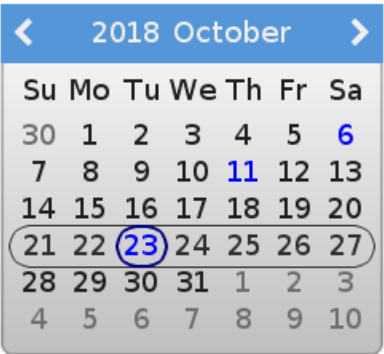 2018 October
Su Mo Tu We Th Fr Sa
30 1 2 3 4 5 6
7 8 9 10 11 12 13
14 15 16 17 18 19 20
21 22 23 24 25 26 27
28 29 30 31 1 2 3
4 5 6 7 8 9 10